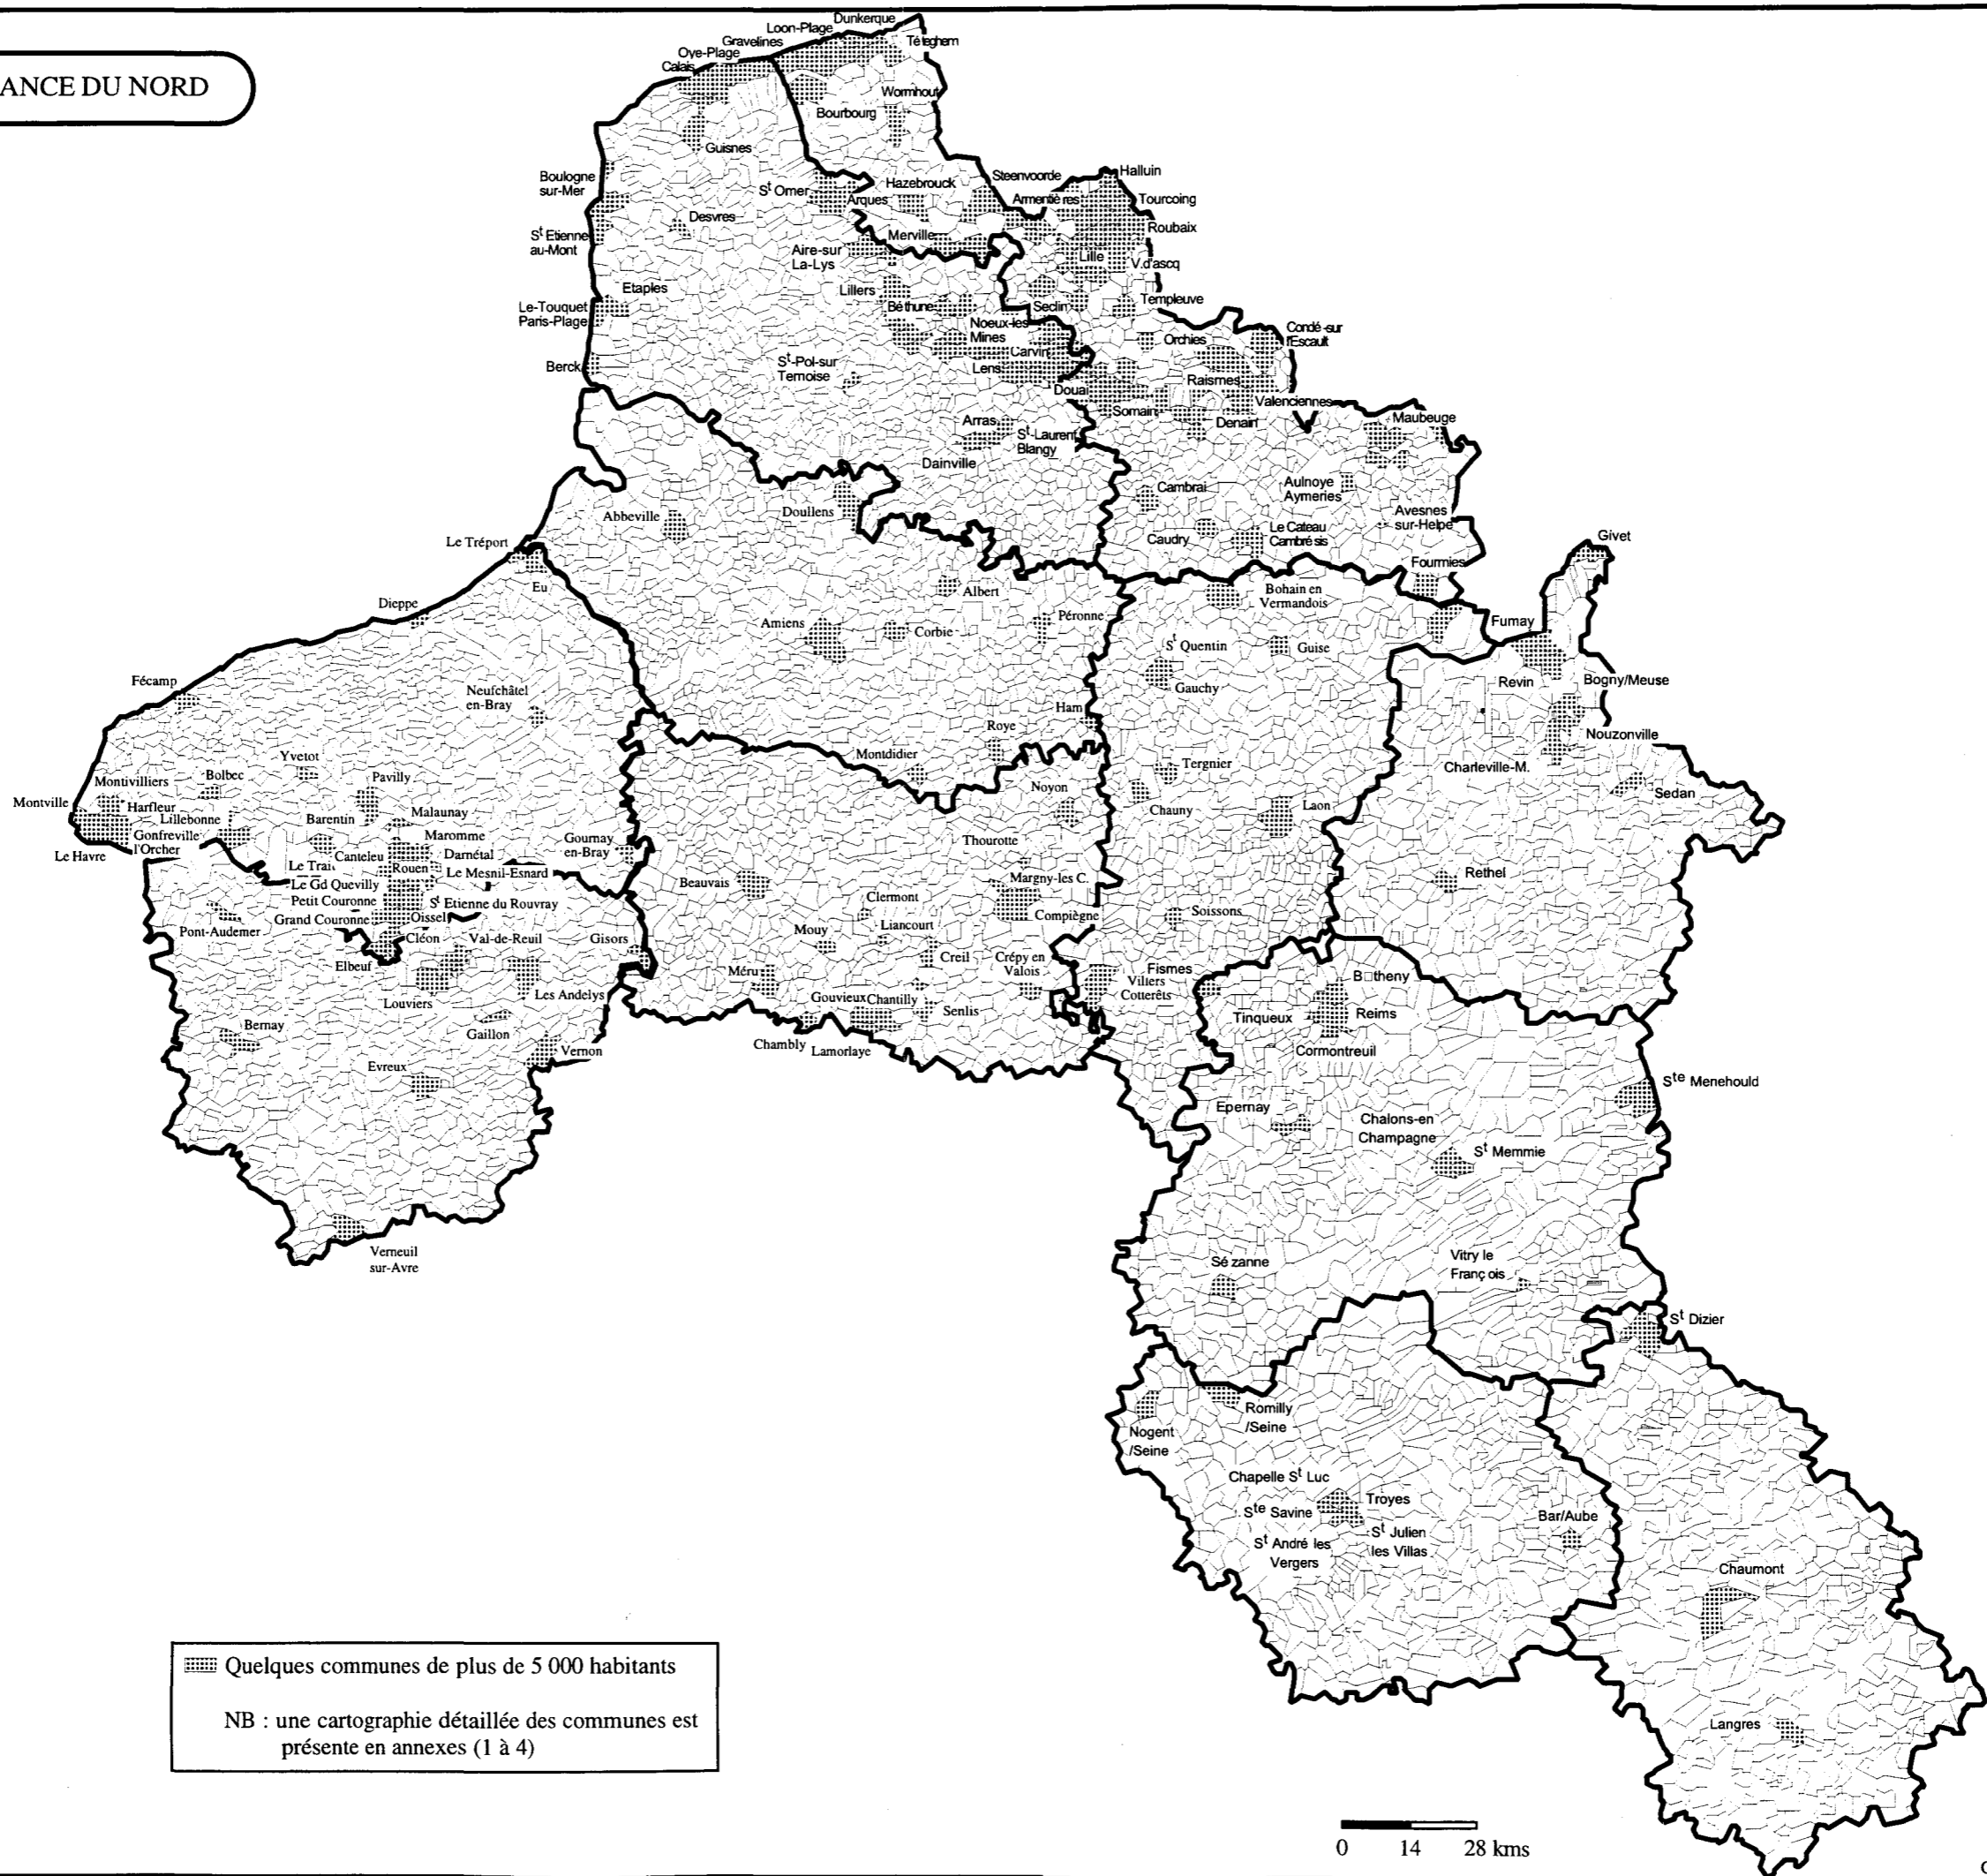 ANCE DU NORD
Dunkerque
Loon-Plage
Gravelines
Téteghem
Oye-Plage
Calais
Wormhout
Bourbourg
Guisnes
Boulogne
sur-Mer
St Omer
Hazebrouck
Steenvoorde
Halluin
Arques
Armentières
Tourcoing
Desvres
Roubaix
St Etienne
au-Mont
Merville
Aire-sur
La-Lys
Lille
V.d'ascq
Etaples
Lillers
Le-Touquet
Paris-Plage
Béthune
Seclin
Templeuve
Noeux-les
Mines
Condé-sur
l'Escault
Orchies
Carvin
Berck
St-Pol-sur
Ternoise
Lens
Raismes
Douai
Valenciennes
Somain
Denain
Maubeuge
Arras
St-Laurent
Blangy
Dainville
Cambrai
Aulnoye
Aymeries
Abbeville
Doullens
Avesnes
sur-Helpe
Le Cateau
Cambrésis
Caudry
Le Tréport
Givet
Fourmies
Eu
Albert
Bohain en
Vermandois
Dieppe
Amiens
Corbie
Péronne
Fumay
St Quentin
Guise
Fécamp
Neufchâtel
en-Bray
Gauchy
Revin
Bogny/Meuse
Ham
Roye
Nouzonville
Yvetot
Montdidier
Charleville-M.
Montivilliers
Bolbec
Pavilly
Tergnier
Noyon
Sedan
Montville
Harfleur
Lillebonne
Barentin
Malaunay
Chauny
Laon
Gonfreville
l'Orcher
Maromme
Gournay
en-Bray
Thourotte
Le Havre
Canteleu
Darnétal
Le Trai
Rouen
Le Mesnil-Esnard
Rethel
Le Gd Quevilly
Beauvais
Margny-les C.
Petit Couronne
St Etienne du Rouvray
Clermont
Grand Couronne
Oissel
Compiègne
Soissons
Pont-Audemer
Mouy
Liancourt
Cléon
Val-de-Reuil
Gisors
Elbeuf
Creil
Crépy en
Valois
Méru
Fismes
Viliers
Cotterêts
B□theny
Louviers
Les Andelys
Gouvieux
Chantilly
Senlis
Tinqueux
Reims
Bernay
Gaillon
Vernon
Chambly
Lamorlaye
Cormontreuil
Evreux
Ste Menehould
Epernay
Chalons-en
Champagne
St Memmie
Verneuil
sur-Avre
Sézanne
Vitry le
François
St Dizier
Romilly
/Seine
Nogent
/Seine
Chapelle St Luc
Troyes
Ste Savine
Bar/Aube
St Julien
les Villas
St André les
Vergers
Chaumont
Langres
Quelques communes de plus de 5 000 habitants
NB : une cartographie détaillée des communes est
présente en annexes (1 à 4)
0 14 28 kms